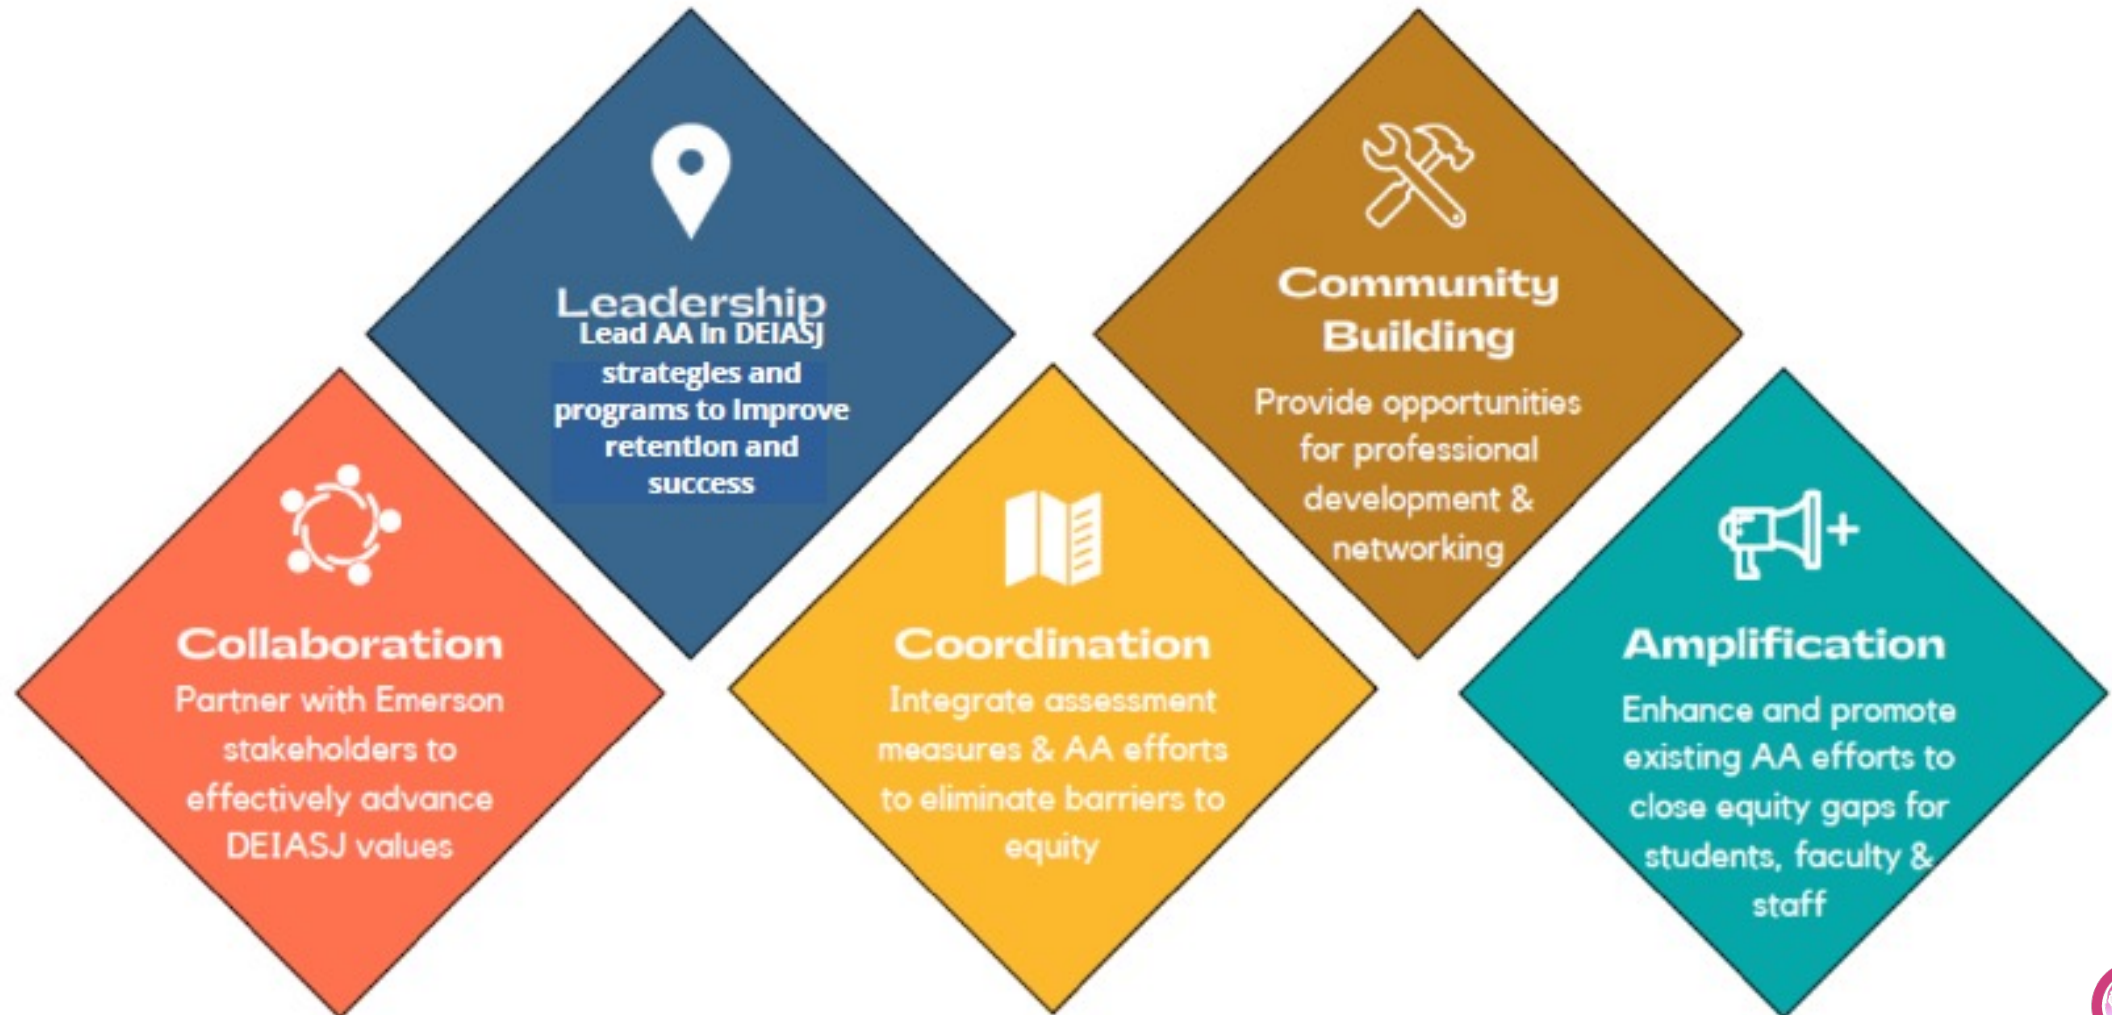 Collaboration
Partner with Emerson
stakeholders to
effectively advance
DEIASJ values
Leadership
Lead AA in DEIASJ
strategies and
programs to improve
retention and
success
Coordination
Integrate assessment
measures & AA efforts
to eliminate barriers to
equity
Community
Building
Provide opportunities
for professional
development &
networking
Amplification
Enhance and promote
existing AA efforts to
close equity gaps for
students, faculty &
staff